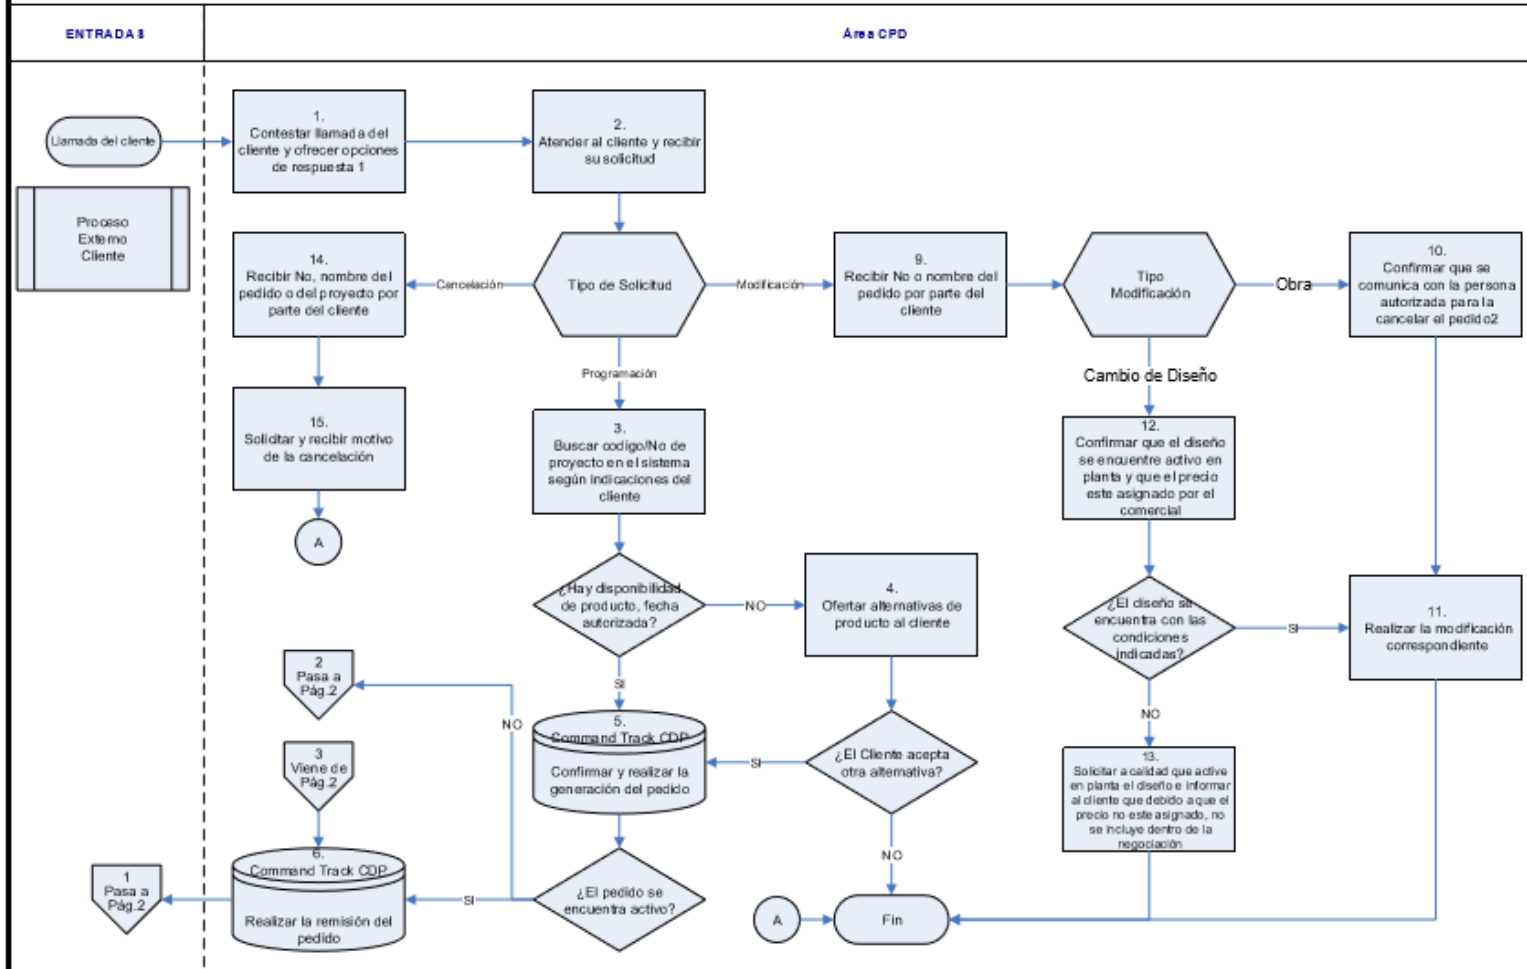 ENTRADAS
Área CPD
Llamada del cliente
1.
Contestar llamada del
cliente y ofrecer opciones
de respuesta 1
2.
Atender al cliente y recibir
su solicitud
Proceso
Externo
Cliente
14.
Recibir No, nombre del
pedido o del proyecto por
parte del cliente
Cancelación
Tipo de Solicitud
Modificación
9.
Recibir No o nombre del
pedido por parte del
cliente
Tipo
Modificación
Obra
10.
Confirmar que se
comunica con la persona
autorizada para la
cancelar el pedido2
Programación
Cambio de Diseño
15.
Solicitar y recibir motivo
de la cancelación
A
3.
Buscar codigo/No de
proyecto en el sistema
según indicaciones del
cliente
12.
Confirmar que el diseño
se encuentre activo en
planta y que el precio
este asignado por el
comercial
¿Hay disponibilidad
de producto, fecha
autorizada?
NO
4.
Ofertar alternativas de
producto al cliente
¿El diseño se
encuentra con las
condiciones
indicadas?
SI
11.
Realizar la modificación
correspondiente
2
Pasa a
Pág.2
SI
NO
NO
3
Viene de
Pág.2
5.
Command Track CDP
Confirmar y realizar la
generación del pedido
SI
¿El Cliente acepta
otra alternativa?
13.
Solicitar a calidad que active
en planta el diseño e informar
al cliente que debido a que el
precio no este asignado, no
se incluye dentro de la
negociación
NO
1
Pasa a
Pág.2
6.
Command Track CDP
Realizar la remisión del
pedido
SI
¿El pedido se
encuentra activo?
A
Fin